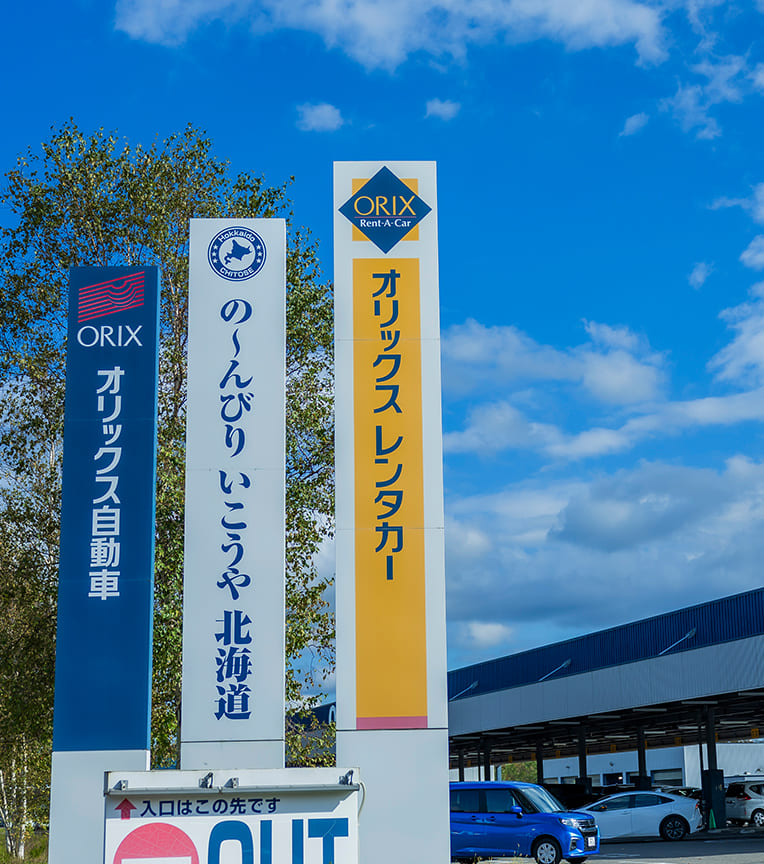 ORIX
オリックス自動車
Hokkaido
CHITOSE
の〜んびり いこうや 北海道
ORIX
Rent-A-Car
オリックス レンタカー
入口はこの先です
OUT